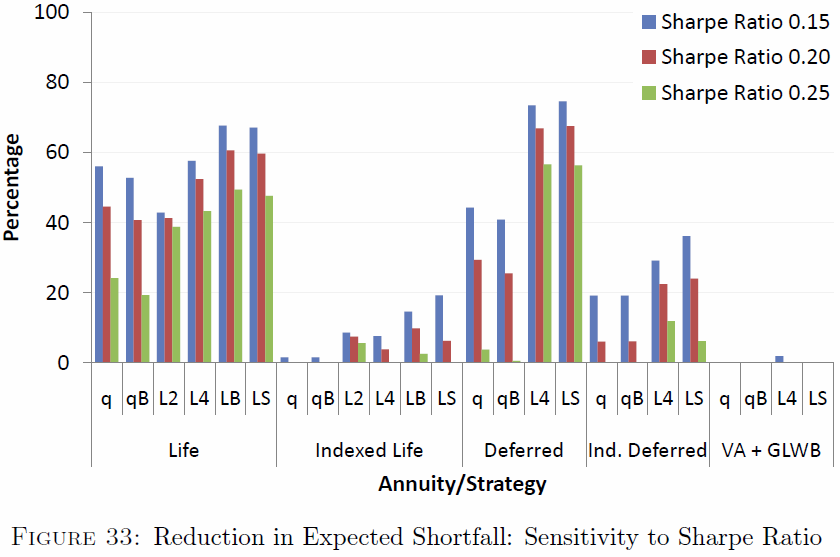 100
80
60
40
20
0
Percentage
Sharpe Ratio 0.15
Sharpe Ratio 0.20
Sharpe Ratio 0.25
q qB L2 L4 LB LS q qB L2 L4 LB LS q qB L4 LS q qB L4 LS q qB L4 LS
Life Indexed Life Deferred Ind. Deferred VA + GLWB
Annuity/Strategy
FIGURE 33: Reduction in Expected Shortfall: Sensitivity to Sharpe Ratio